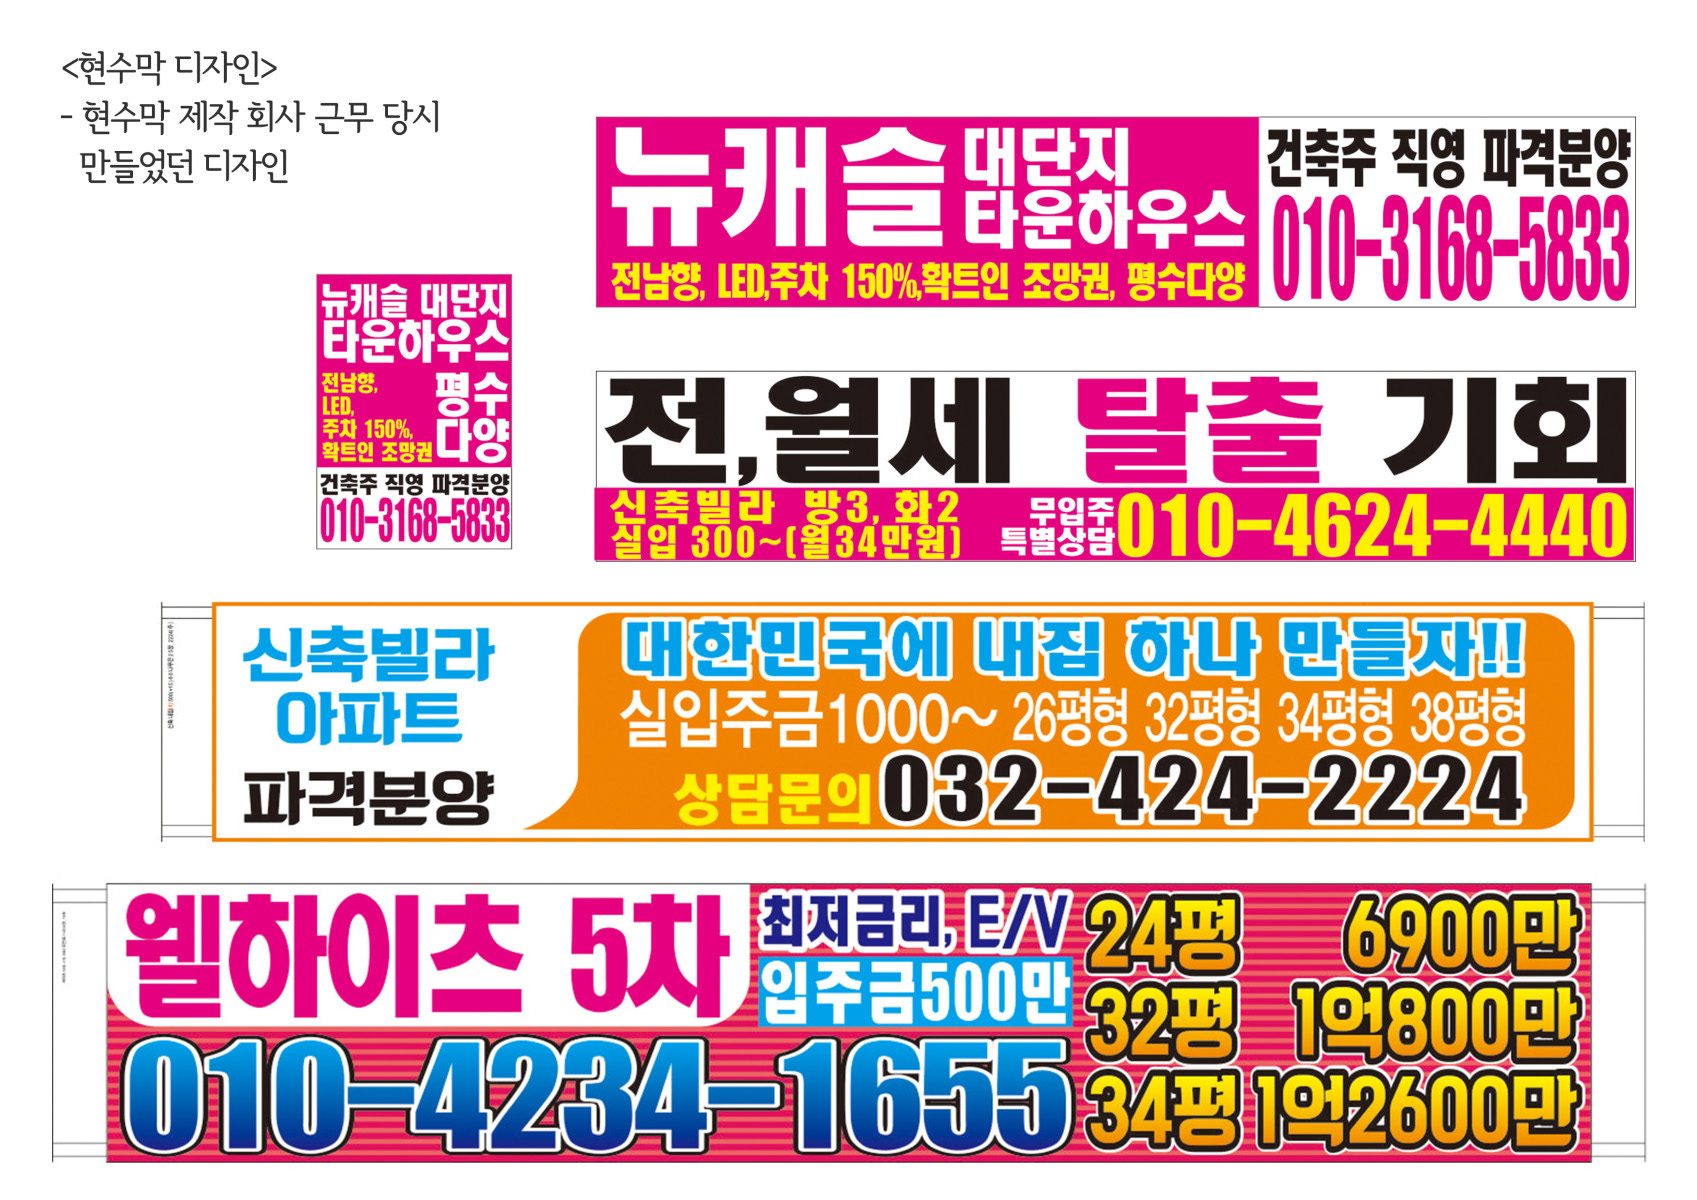 <현수막 디자인>
- 현수막 제작 회사 근무 당시
만들었던 디자인
뉴캐슬 대단지
타운하우스
전남향, LED,주차 150%,확트인 조망권, 평수다양
건축주 직영 파격분양
010-3168-5833
뉴캐슬 대단지
타운하우스
전남향,
LED,
주차 150%,
확트인 조망권
평수
다양
건축주 직영 파격분양
010-3168-5833
전,월세 탈출 기회
신축빌라 방3, 화2
실입 300~(월34만원)
무입주
특별상담
010-4624-4440
신축빌라
아파트
파격분양
대한민국에 내집 하나 만들자!!
실입주금1000~ 26평형 32평형 34평형 38평형
상담문의 032-424-2224
웰하이츠 5차
최저금리, E/V
입주금500만
010-4234-1655
24평 6900만
32평 1억800만
34평 1억2600만